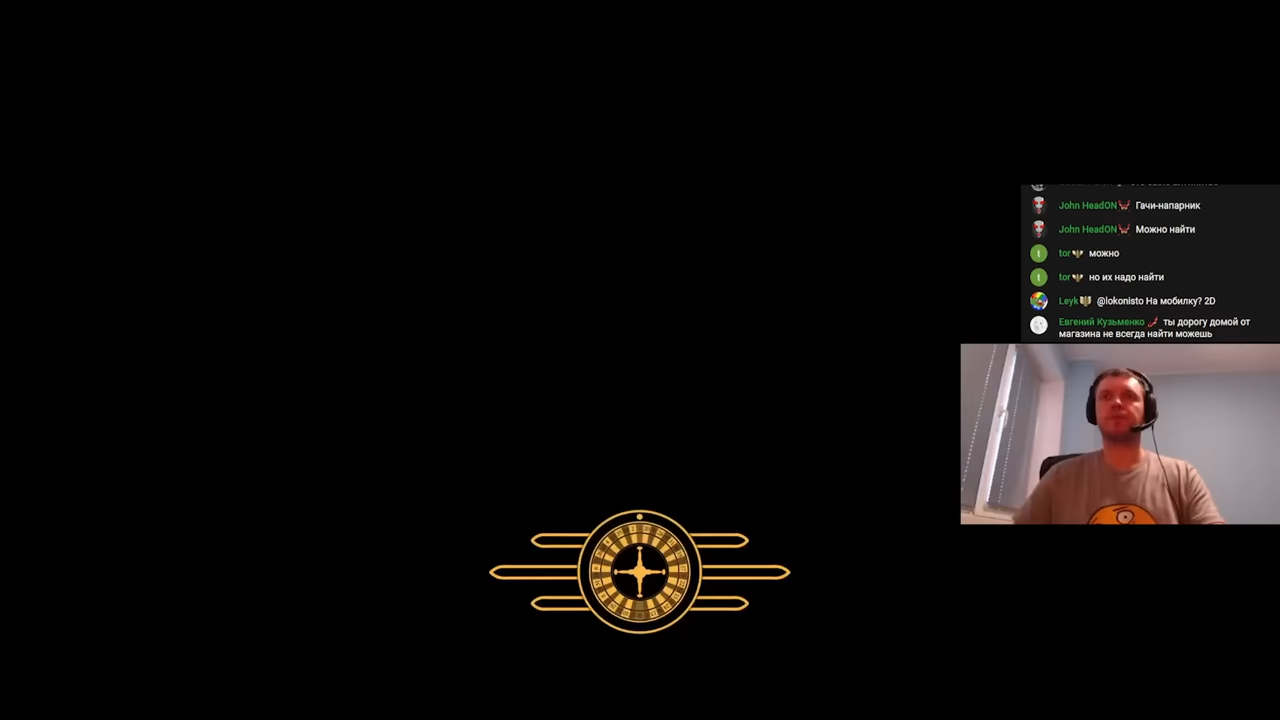 John HeadON Гачи-напарник
John HeadON Можно найти
t tor можно
t tor но их надо найти
Leyk @lokonisto На мобилку? 2D
Евгений Кузьменко ты дорогу домой от
магазина не всегда найти можешь